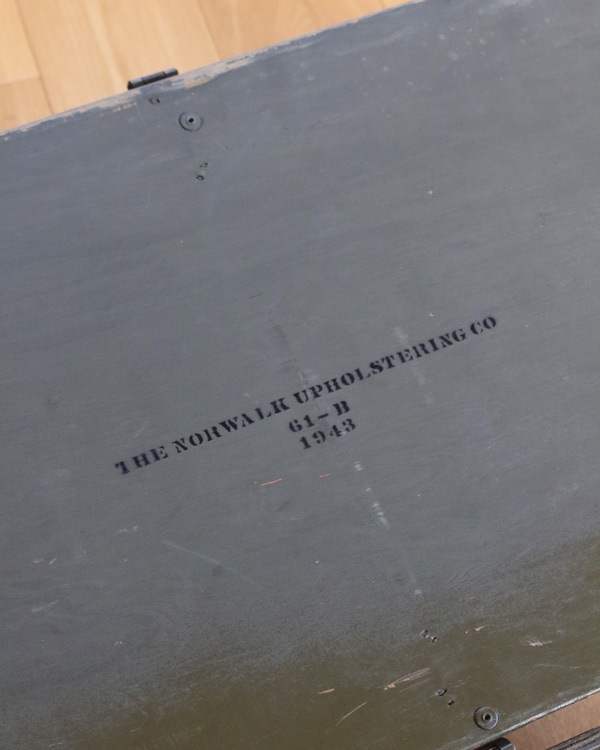 THE NORWALK UPHOLSTERING CO
61-B
1943